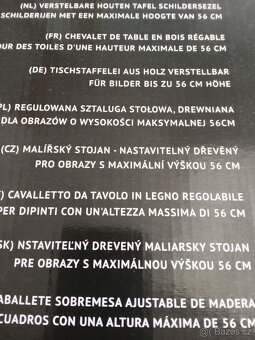 (NL) VERSTELBARE HOUTEN TAFEL SCHILDERSEZEL
SCHILDERIJEN MET EEN MAXIMALE HOOGTE VAN 56 CM
(FR) CHEVALET DE TABLE EN BOIS RÉGABLE
OUR DES TOILES D'UNE HAUTEUR MAXIMALE DE 56 CM
(DE) TISCHSTAFFELEI AUS HOLZ VERSTELLBAR
FÜR BILDER BIS ZU 56 CM HÖHE
PL) REGULOWANA SZTALUGA STOŁOWA, DREWNIANA
DLA OBRAZÓW O WYSOKOŚCI MAKSYMALNEJ 56CM
(CZ) MALÍŘSKÝ STOJAN - NASTAVITELNÝ DŘEVĚNÝ
PRO OBRAZY S MAXIMÁLNÍ VÝŠKOU 56 CM
) CAVALLETTO DA TAVOLO IN LEGNO REGOLABILE
PER DIPINTI CON UN'ALTEZZA MASSIMA DI 56 CM
SK) NSTAVITEĽNÝ DREVENÝ MALIARSKY STOJAN
PRE OBRAZY S MAXIMÁLNOU VÝŠKOU 56 CM
ABALLETE SOBREMESA AJUSTABLE DE MADERA
CUADROS CON UNA ALTURA MÁXIMA DE 56 CM